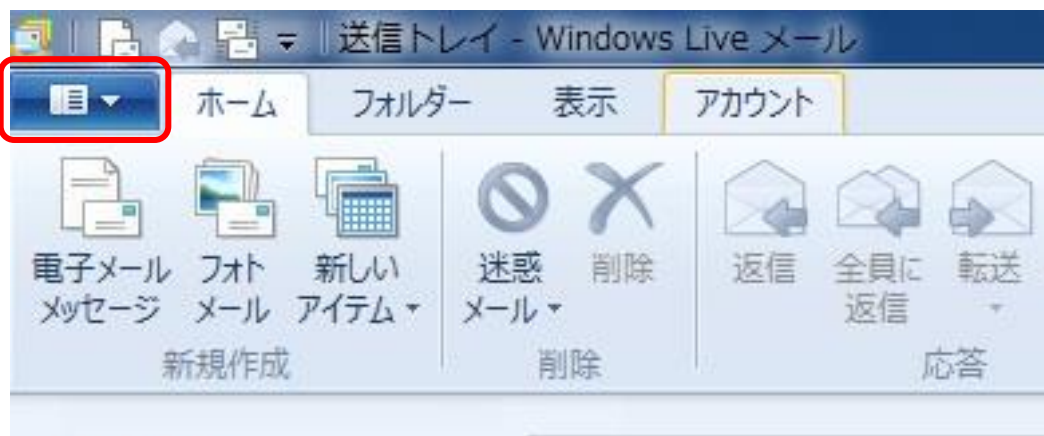 送信トレイ - Windows Live メール
ホーム フォルダー 表示 アカウント
電子メール メッセージ
フォト メール
新しい アイテム
迷惑 メール
削除
返信
全員に 返信
転送
新規作成 削除 応答